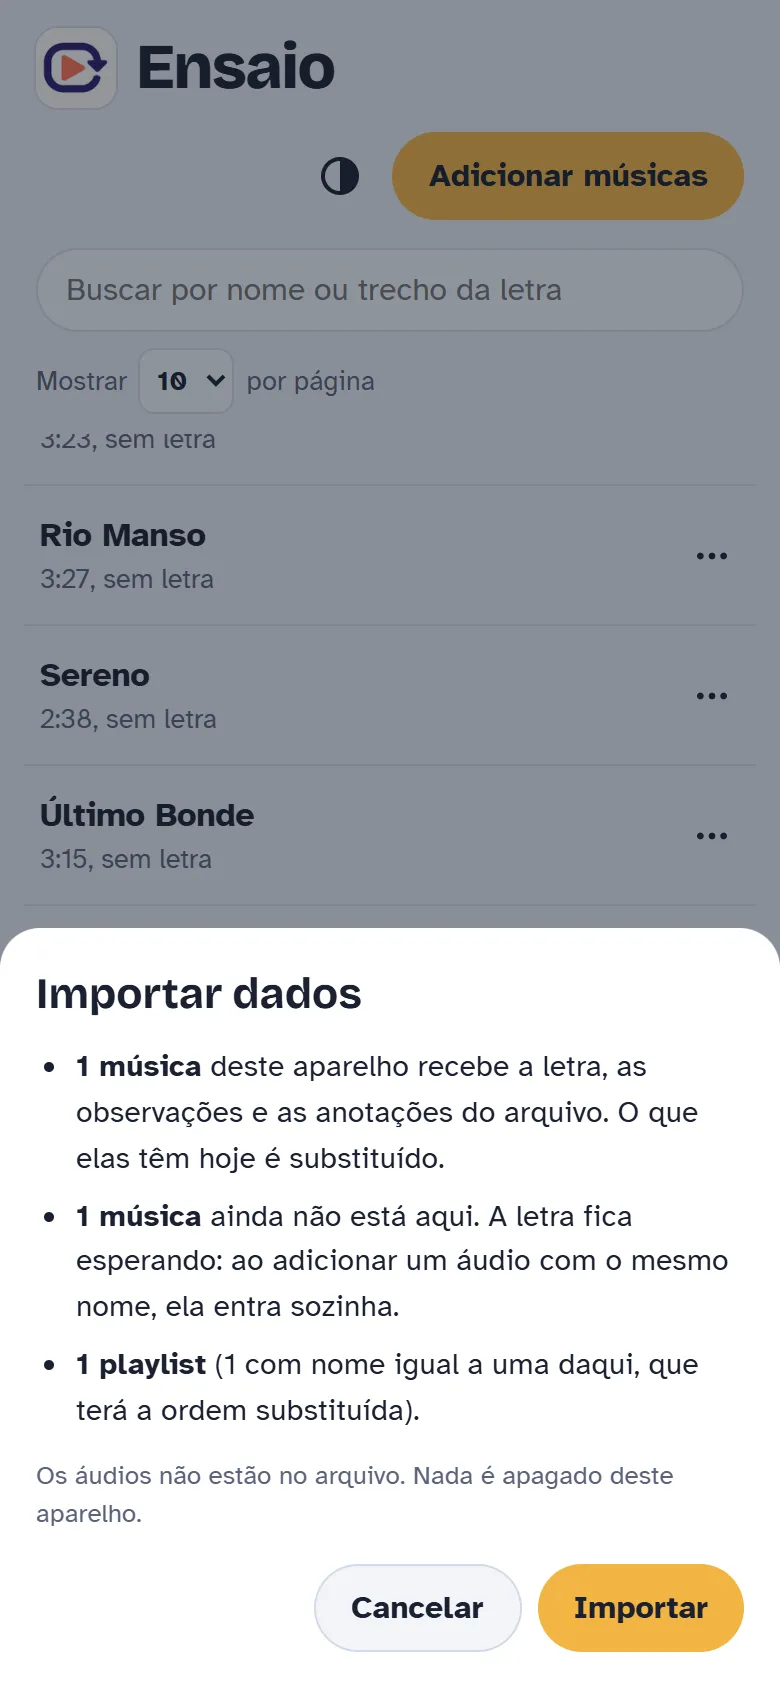 Ensaio
Adicionar músicas
Buscar por nome ou trecho da letra
Mostrar 10 por página
3:23, sem letra
Rio Manso
3:27, sem letra
Sereno
2:38, sem letra
Último Bonde
3:15, sem letra
Importar dados
1 música deste aparelho recebe a letra, as
observações e as anotações do arquivo. O que
elas têm hoje é substituído.
1 música ainda não está aqui. A letra fica
esperando: ao adicionar um áudio com o mesmo
nome, ela entra sozinha.
1 playlist (1 com nome igual a uma daqui, que
terá a ordem substituída).
Os áudios não estão no arquivo. Nada é apagado deste
aparelho.
Cancelar
Importar